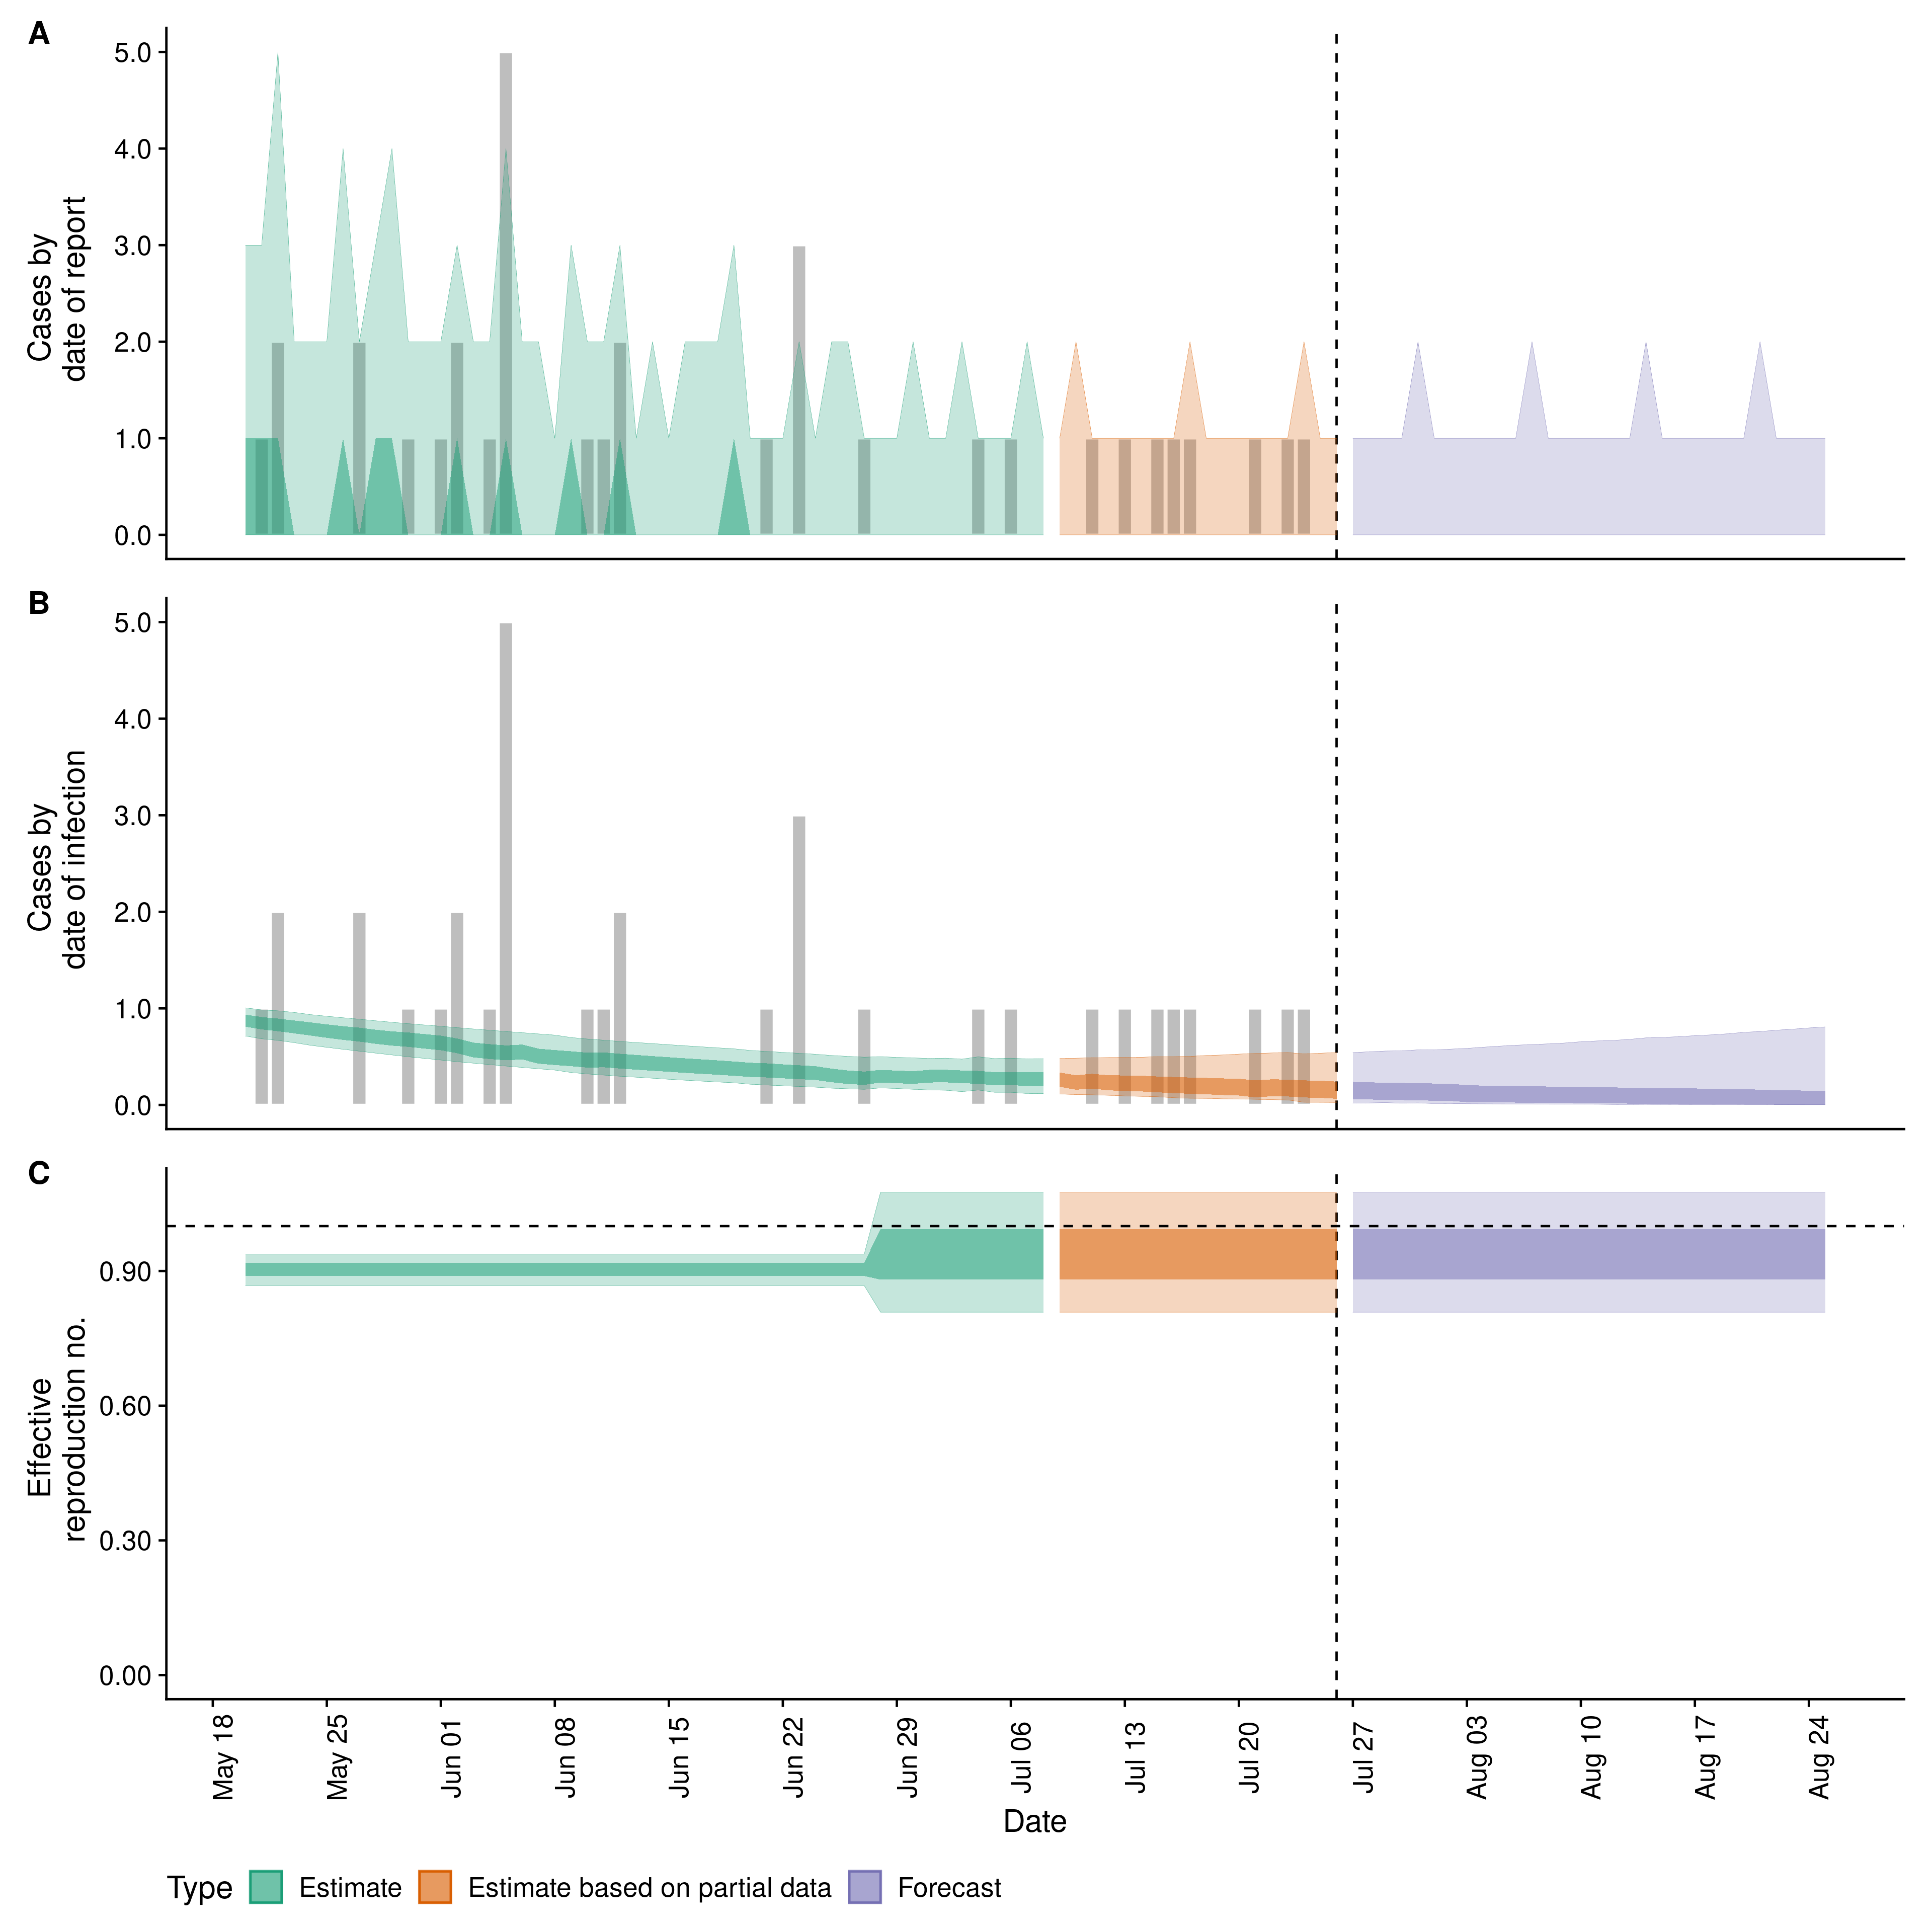 A
Cases by
date of report
5.0
4.0
3.0
2.0
1.0
0.0
B
Cases by
date of infection
5.0
4.0
3.0
2.0
1.0
0.0
C
Effective
reproduction no.
0.90
0.60
0.30
0.00
May 18
May 25
Jun 01
Jun 08
Jun 15
Jun 22
Jun 29
Jul 06
Jul 13
Jul 20
Jul 27
Aug 03
Aug 10
Aug 17
Aug 24
Date
Type Estimate Estimate based on partial data Forecast